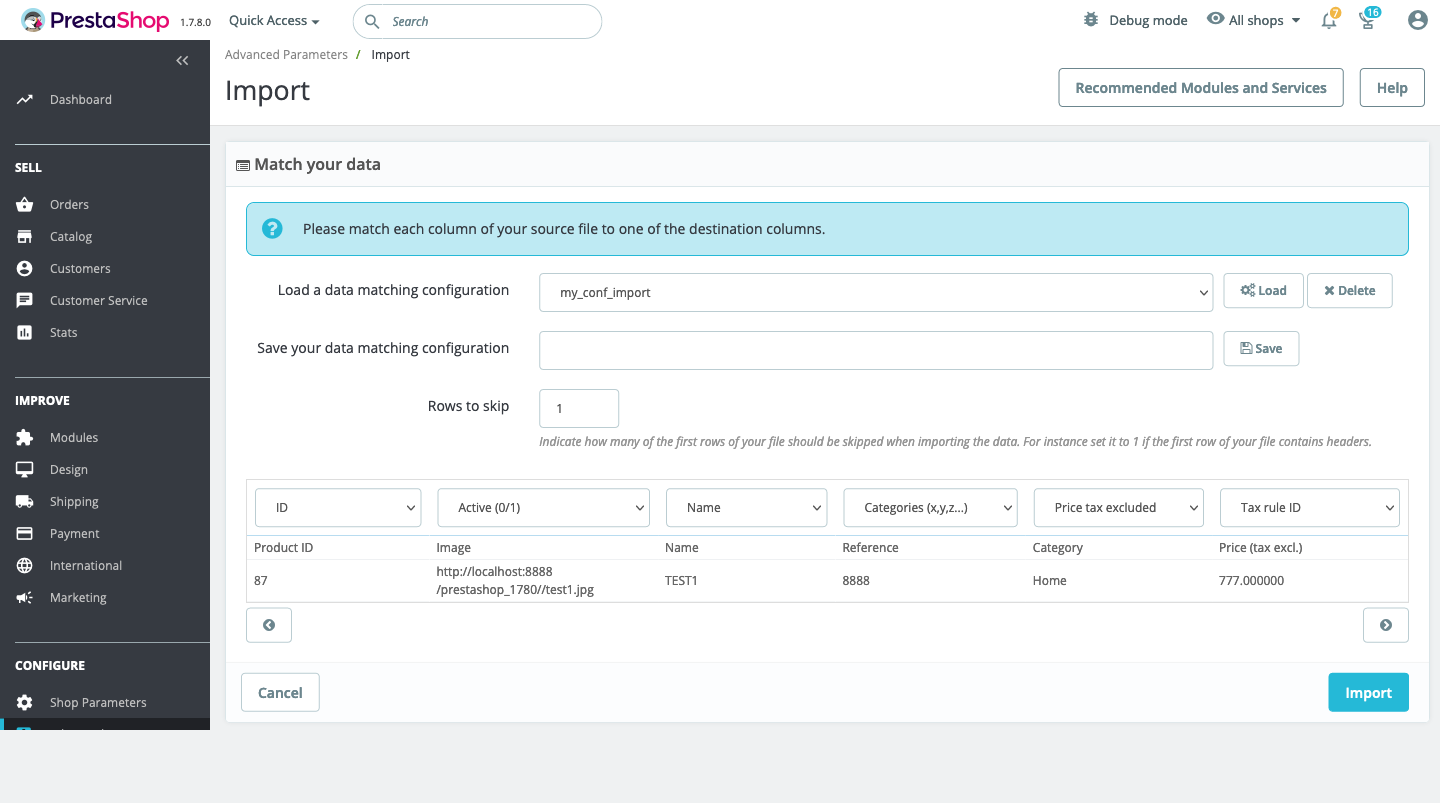 PrestaShop 1.7.8.0 Quick Access Search Debug mode All shops 7 16
Advanced Parameters / Import
Import
Recommended Modules and Services Help
Dashboard
SELL
Orders
Catalog
Customers
Customer Service
Stats
IMPROVE
Modules
Design
Shipping
Payment
International
Marketing
CONFIGURE
Shop Parameters
Match your data
Please match each column of your source file to one of the destination columns.
Load a data matching configuration my_conf_import Load Delete
Save your data matching configuration Save
Rows to skip 1
Indicate how many of the first rows of your file should be skipped when importing the data. For instance set it to 1 if the first row of your file contains headers.
ID Active (0/1) Name Categories (x,y,z...) Price tax excluded Tax rule ID
Product ID Image Name Reference Category Price (tax excl.)
87 http://localhost:8888
/prestashop_1780//test1.jpg TEST1 8888 Home 777.000000
Cancel Import